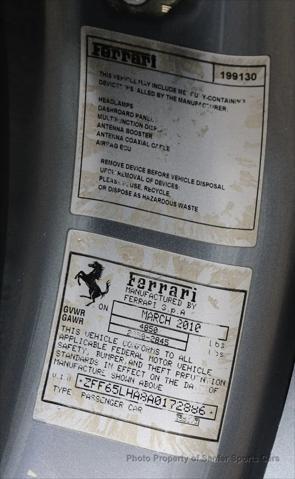 Ferrari
199130
THIS VEHICLE MAY INCLUDE MERCURY-CONTAINING
DEVICES INSTALLED BY THE MANUFACTURER:
HEADLAMPS
DASHBOARD PANEL
MULTIFUNCTION DISPLAY
ANTENNA BOOSTER
ANTENNA COAXIAL CABLE
AIRBAG ECU
REMOVE DEVICE BEFORE VEHICLE DISPOSAL
UPON REMOVAL OF DEVICES
PLEASE REUSE, RECYCLE,
OR DISPOSE AS HAZARDOUS WASTE
Ferrari
MANUFACTURED BY
FERRARI S.p.A.
ON MARCH 2010
GVWR 4850 lbs
GAWR lbs
THIS VEHICLE CONFORMS TO ALL
APPLICABLE FEDERAL MOTOR VEHICLE
SAFETY, BUMPER AND THEFT PREVENTION
STANDARDS IN EFFECT ON THE DATE OF
MANUFACTURE SHOWN ABOVE
V.I.N. *ZFF65LHA8A0172886*
TYPE PASSENGER CAR
Photo Property of Samler Sports Cars